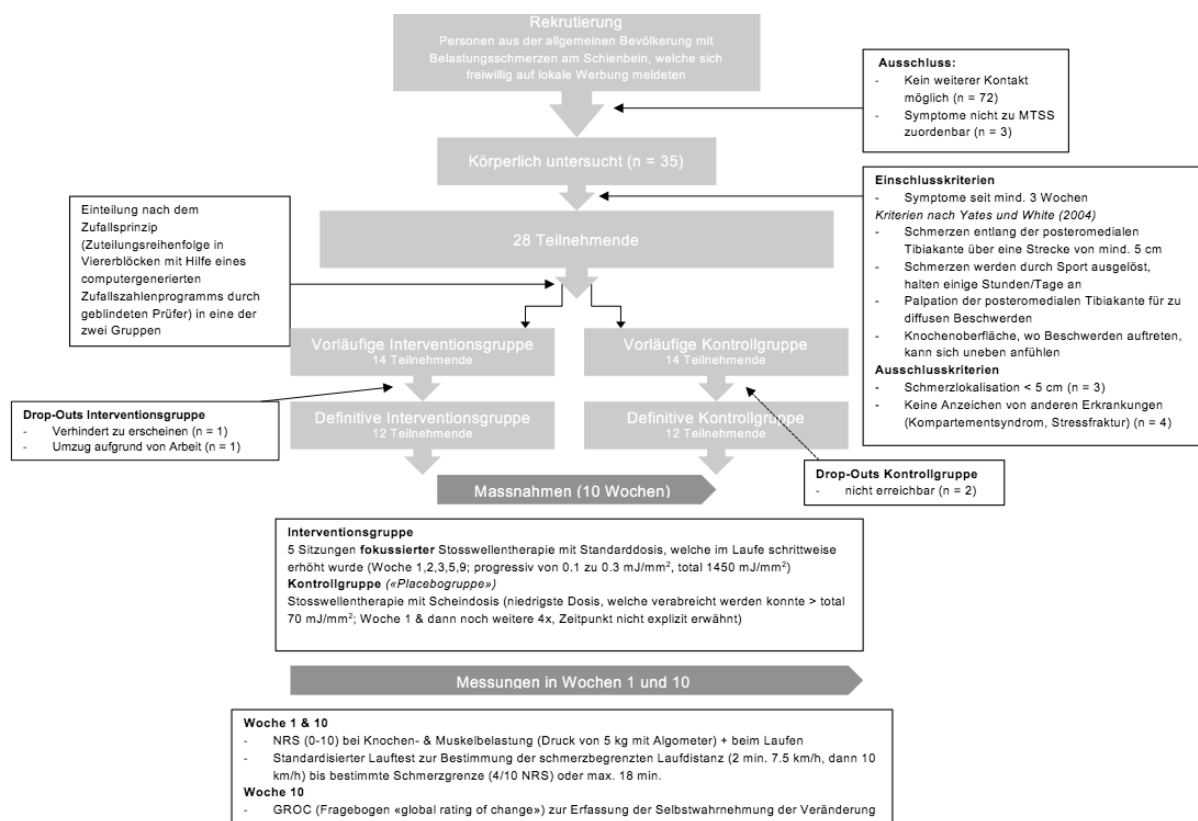 Rekrutierung
Personen aus der allgemeinen Bevölkerung mit
Belastungsschmerzen am Schienbein, welche sich
freiwillig auf lokale Werbung meldeten
Ausschluss:
- Kein weiterer Kontakt
möglich (n = 72)
- Symptome nicht zu MTSS
zuordenbar (n = 3)
Körperlich untersucht (n = 35)
Einschlusskriterien
- Symptome seit mind. 3 Wochen
Kriterien nach Yates und White (2004)
- Schmerzen entlang der posteromedialen
Tibiakante über eine Strecke von mind. 5 cm
- Schmerzen werden durch Sport ausgelöst,
halten einige Stunden/Tage an
- Palpation der posteromedialen Tibiakante für zu
diffusen Beschwerden
- Knochenoberfläche, wo Beschwerden auftreten,
kann sich uneben anfühlen
Ausschlusskriterien
- Schmerzlokalisation < 5 cm (n = 3)
- Keine Anzeichen von anderen Erkrankungen
(Kompartementsyndrom, Stressfraktur) (n = 4)
28 Teilnehmende
Einteilung nach dem
Zufallsprinzip
(Zuteilungsreihenfolge in
Viererblöcken mit Hilfe eines
computergenerierten
Zufallszahlenprogramms durch
geblindeten Prüfer) in eine der
zwei Gruppen
Vorläufige Interventionsgruppe
14 Teilnehmende
Vorläufige Kontrollgruppe
14 Teilnehmende
Drop-Outs Interventionsgruppe
- Verhindert zu erscheinen (n = 1)
- Umzug aufgrund von Arbeit (n = 1)
Definitive Interventionsgruppe
12 Teilnehmende
Definitive Kontrollgruppe
12 Teilnehmende
Drop-Outs Kontrollgruppe
- nicht erreichbar (n = 2)
Massnahmen (10 Wochen)
Interventionsgruppe
5 Sitzungen fokussierter Stosswellentherapie mit Standarddosis, welche im Laufe schrittweise
erhöht wurde (Woche 1,2,3,5,9; progressiv von 0.1 zu 0.3 mJ/mm², total 1450 mJ/mm²)
Kontrollgruppe («Placebogruppe»)
Stosswellentherapie mit Scheindosis (niedrigste Dosis, welche verabreicht werden konnte > total
70 mJ/mm²; Woche 1 & dann noch weitere 4x, Zeitpunkt nicht explizit erwähnt)
Messungen in Wochen 1 und 10
Woche 1 & 10
- NRS (0-10) bei Knochen- & Muskelbelastung (Druck von 5 kg mit Algometer) + beim Laufen
- Standardisierter Lauftest zur Bestimmung der schmerzbegrenzten Laufdistanz (2 min. 7.5 km/h, dann 10
km/h) bis bestimmte Schmerzgrenze (4/10 NRS) oder max. 18 min.
Woche 10
- GROC (Fragebogen «global rating of change») zur Erfassung der Selbstwahrnehmung der Veränderung